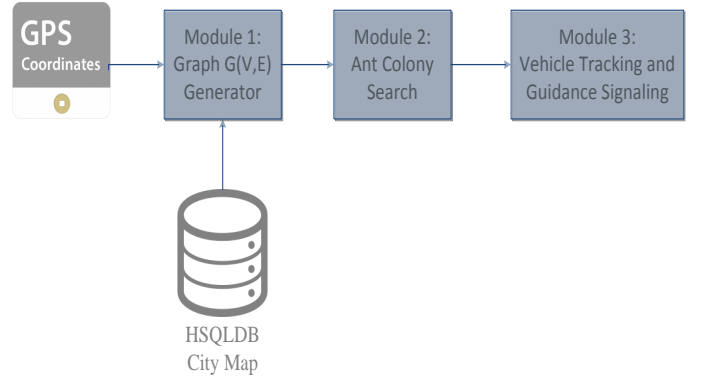 GPS
Coordinates
Module 1:
Graph G(V,E)
Generator
Module 2:
Ant Colony
Search
Module 3:
Vehicle Tracking and
Guidance Signaling
HSQLDB
City Map